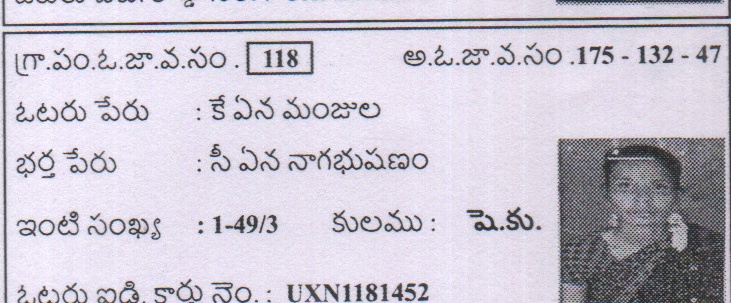 గ్రా.పం.ఓ.జా.వ.సం . 118 అ.ఓ.జా.వ.సం .175 - 132 - 47
ఓటరు పేరు : కే ఏన మంజుల
భర్త పేరు : సీ ఏన నాగభుషణం
ఇంటి సంఖ్య : 1-49/3 కులము : షె.కు.
ఓటరు ఐడి. కార్డు నెం. : UXN1181452